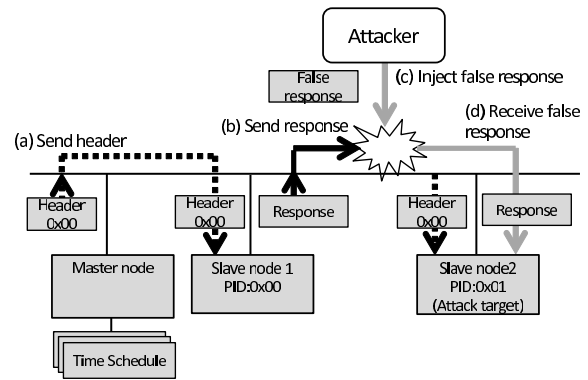 Attacker
False
response
(c) Inject false response
(d) Receive false
response
(b) Send response
(a) Send header
Header
0x00
Header
0x00
Response
Header
0x00
Response
Master node
Slave node 1
PID:0x00
Slave node2
PID:0x01
(Attack target)
Time Schedule